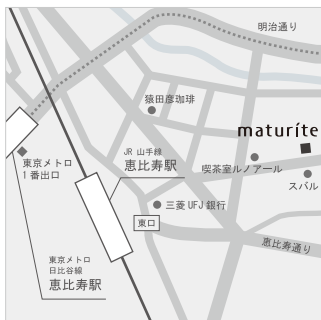 明治通り
猿田彦珈琲
maturíte
JR 山手線
恵比寿駅
喫茶室ルノアール
スバル
東京メトロ
1番出口
三菱UFJ銀行
東口
恵比寿通り
東京メトロ
日比谷線
恵比寿駅